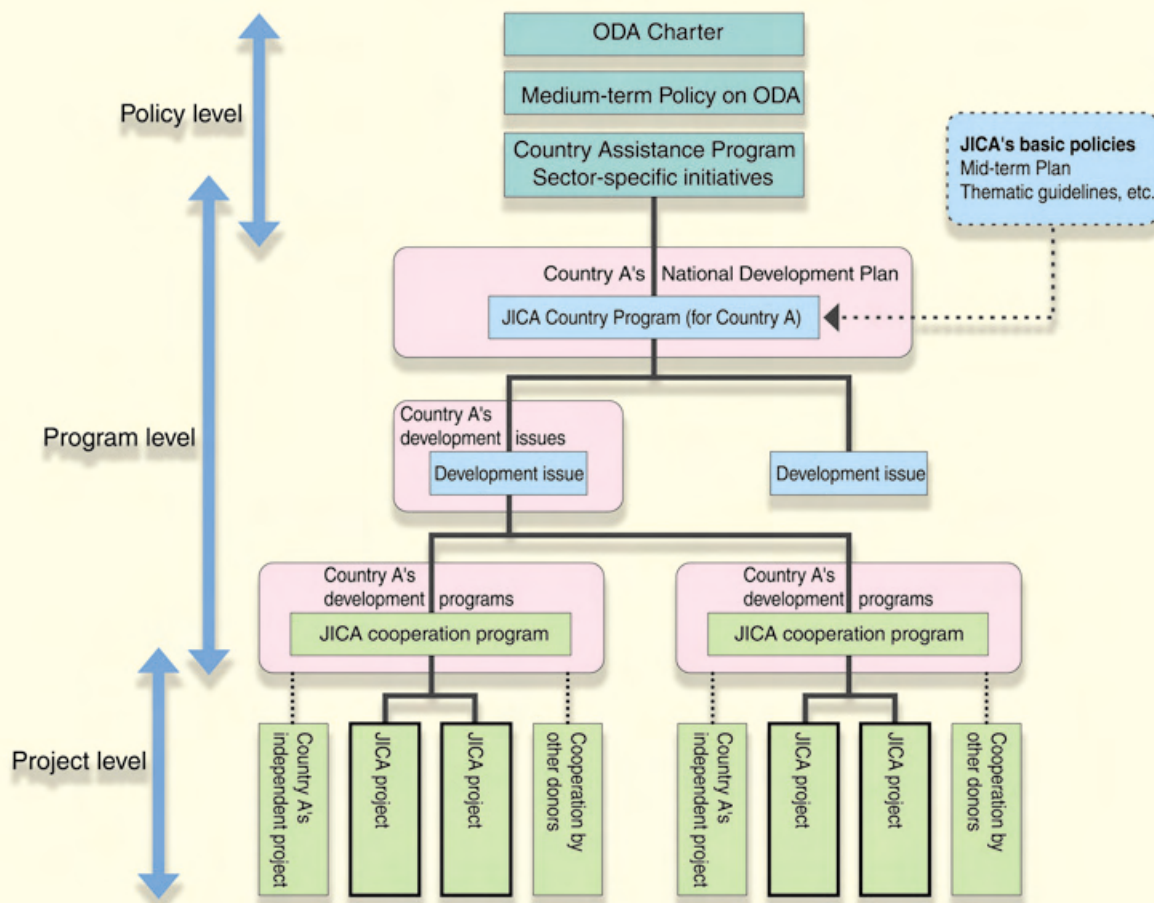 ODA Charter
Medium-term Policy on ODA
Policy level
Country Assistance Program
Sector-specific initiatives
JICA's basic policies
Mid-term Plan
Thematic guidelines, etc.
Country A's National Development Plan
JICA Country Program (for Country A)
Program level
Country A's
development issues
Development issue
Development issue
Country A's
development programs
JICA cooperation program
Country A's
development programs
JICA cooperation program
Project level
Country A's
independent project
JICA project
JICA project
Cooperation by
other donors
Country A's
independent project
JICA project
JICA project
Cooperation by
other donors